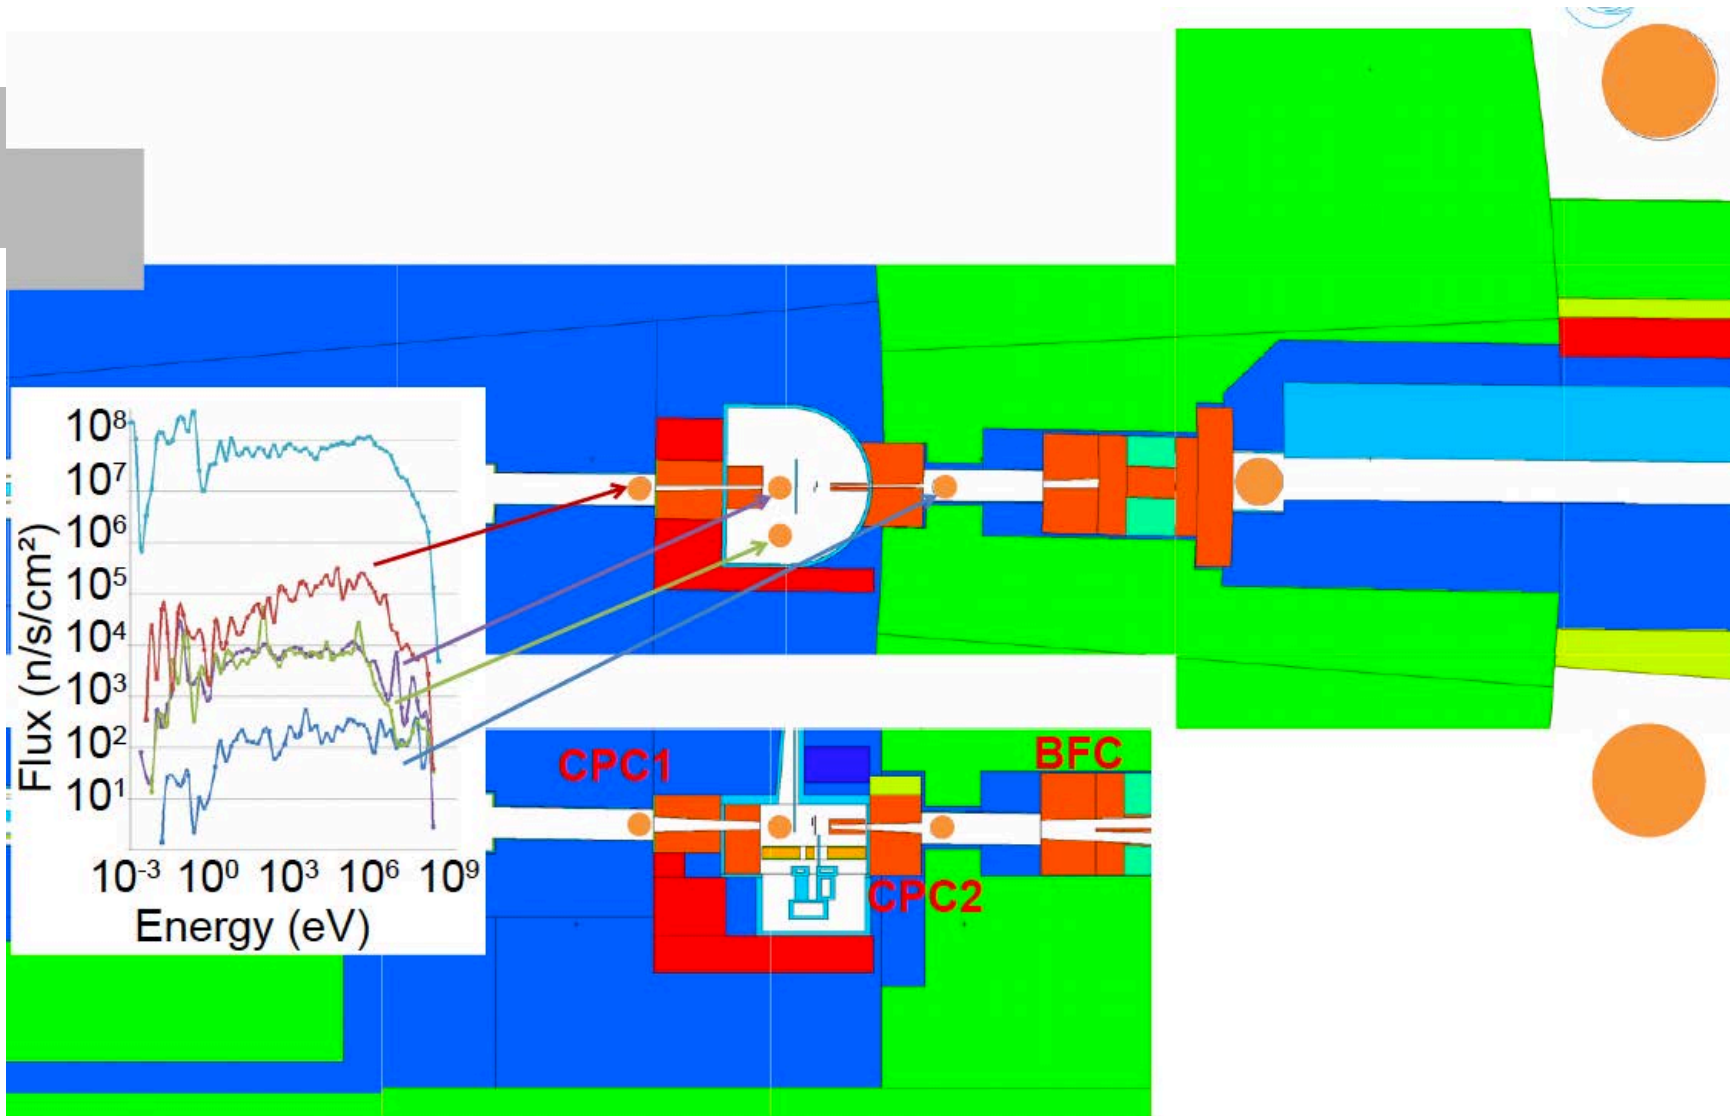 Flux (n/s/cm²)
10⁸
10⁷
10⁶
10⁵
10⁴
10³
10²
10¹
10⁻³ 10⁰ 10³ 10⁶ 10⁹
Energy (eV)
CPC1
BFC
CPC2